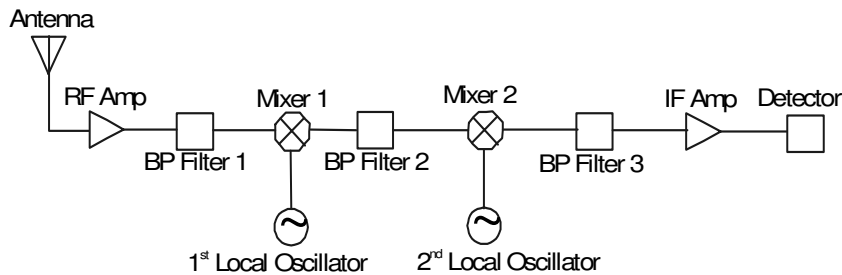 Antenna
RF Amp
Mixer 1
Mixer 2
IF Amp
Detector
BP Filter 1
BP Filter 2
BP Filter 3
1st Local Oscillator
2nd Local Oscillator